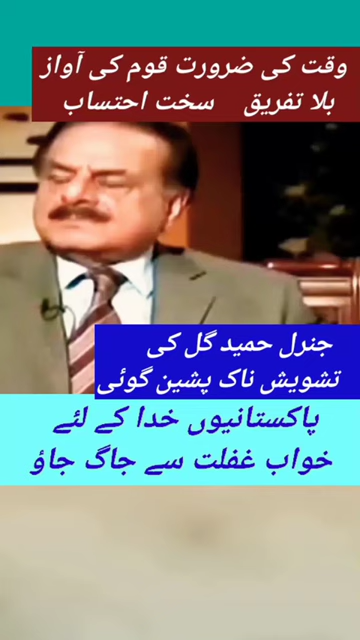 وقت کی ضرورت قوم کی آواز
بلا تفریق سخت احتساب
جنرل حمید گل کی
تشویش ناک پشین گوئی
پاکستانیوں خدا کے لئے
خواب غفلت سے جاگ جاؤ